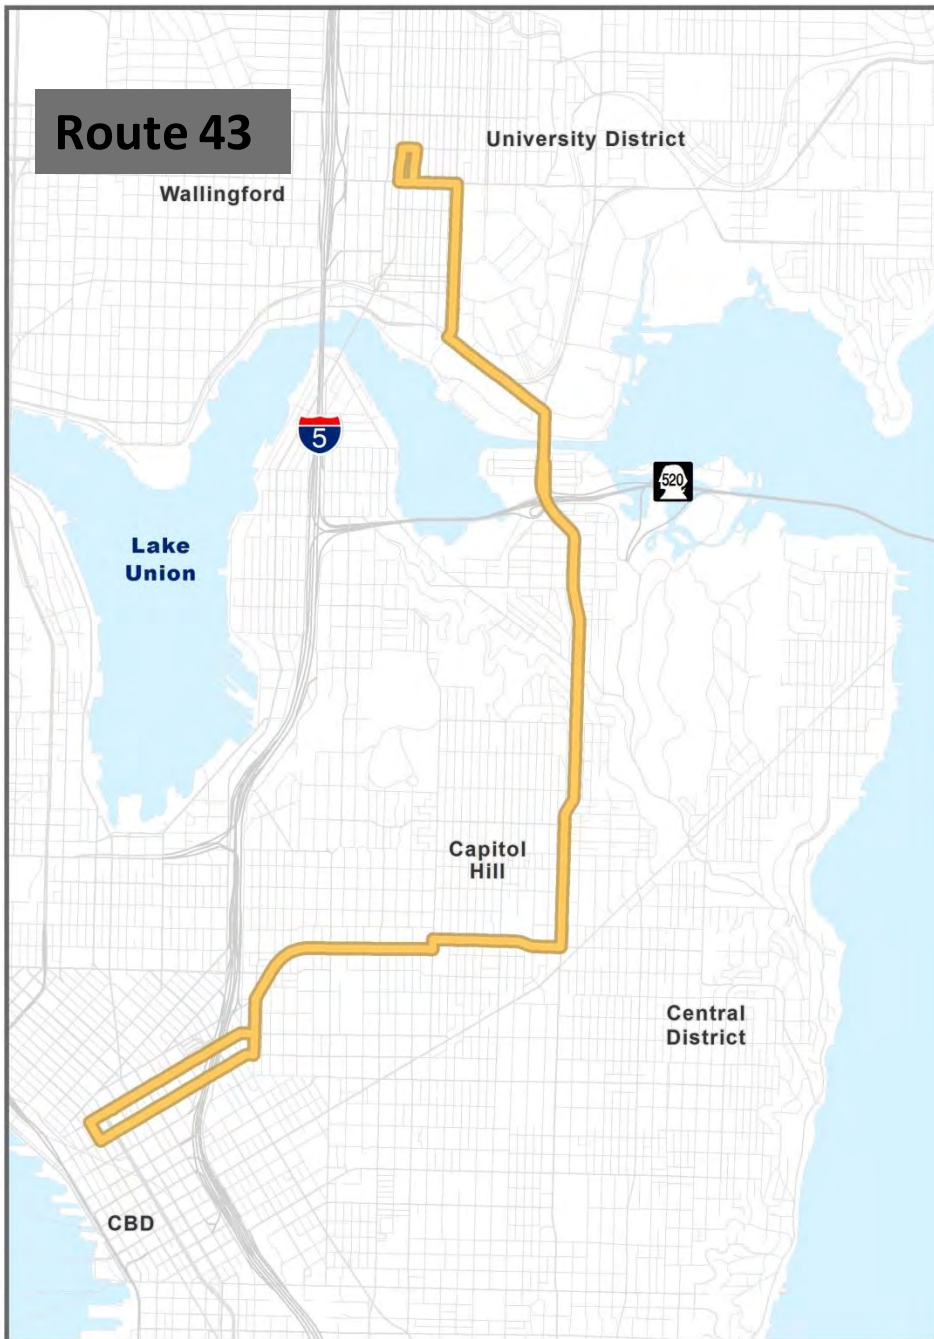 Route 43
University District
Wallingford
5
520
Lake
Union
Capitol
Hill
Central
District
CBD